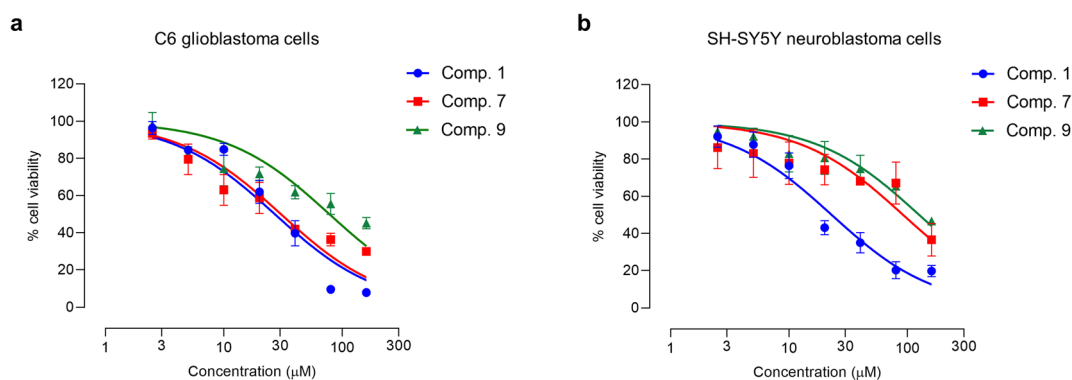 a
C6 glioblastoma cells
Comp. 1
Comp. 7
Comp. 9
% cell viability
120
100
80
60
40
20
0
1
3
10
30
100
300
Concentration (μM)
b
SH-SY5Y neuroblastoma cells
Comp. 1
Comp. 7
Comp. 9
% cell viability
120
100
80
60
40
20
0
1
3
10
30
100
300
Concentration (μM)